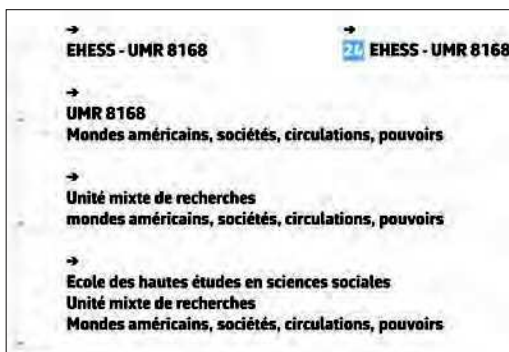 ➔
EHESS - UMR 8168
➔
24 EHESS - UMR 8168
➔
UMR 8168
Mondes américains, sociétés, circulations, pouvoirs
➔
Unité mixte de recherches
mondes américains, sociétés, circulations, pouvoirs
➔
Ecole des hautes études en sciences sociales
Unité mixte de recherches
Mondes américains, sociétés, circulations, pouvoirs